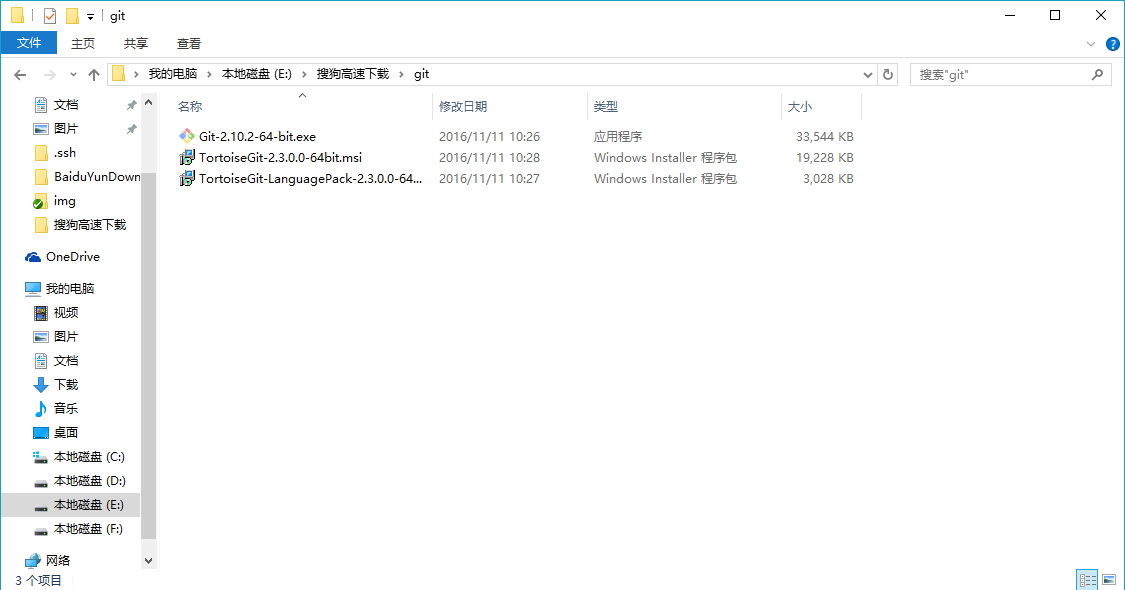 git
文件 主页 共享 查看
我的电脑 本地磁盘 (E:) 搜狗高速下载 git 搜索"git"
名称 修改日期 类型 大小
Git-2.10.2-64-bit.exe 2016/11/11 10:26 应用程序 33,544 KB
TortoiseGit-2.3.0.0-64bit.msi 2016/11/11 10:28 Windows Installer 程序包 19,228 KB
TortoiseGit-LanguagePack-2.3.0.0-64... 2016/11/11 10:27 Windows Installer 程序包 3,028 KB
文档
图片
.ssh
BaiduYunDown
img
搜狗高速下载
OneDrive
我的电脑
视频
图片
文档
下载
音乐
桌面
本地磁盘 (C:)
本地磁盘 (D:)
本地磁盘 (E:)
本地磁盘 (F:)
网络
3 个项目